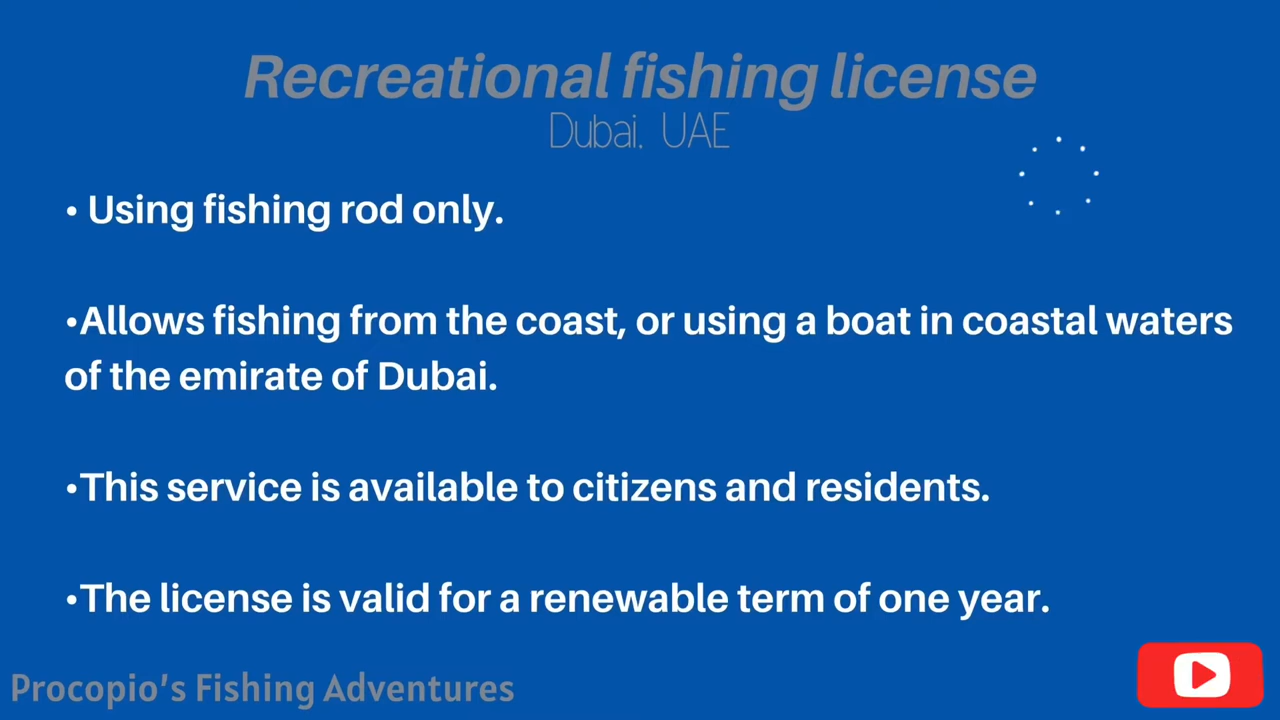 Recreational fishing license
Dubai, UAE
• Using fishing rod only.
•Allows fishing from the coast, or using a boat in coastal waters
of the emirate of Dubai.
•This service is available to citizens and residents.
•The license is valid for a renewable term of one year.
Procopio's Fishing Adventures